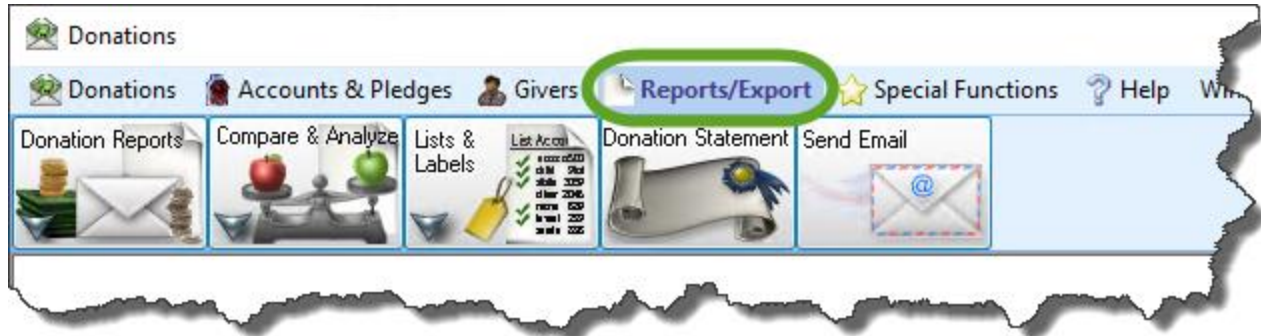 Donations
Donations Accounts & Pledges Givers Reports/Export Special Functions Help
Donation Reports Compare & Analyze Lists & Labels Donation Statement Send Email
@